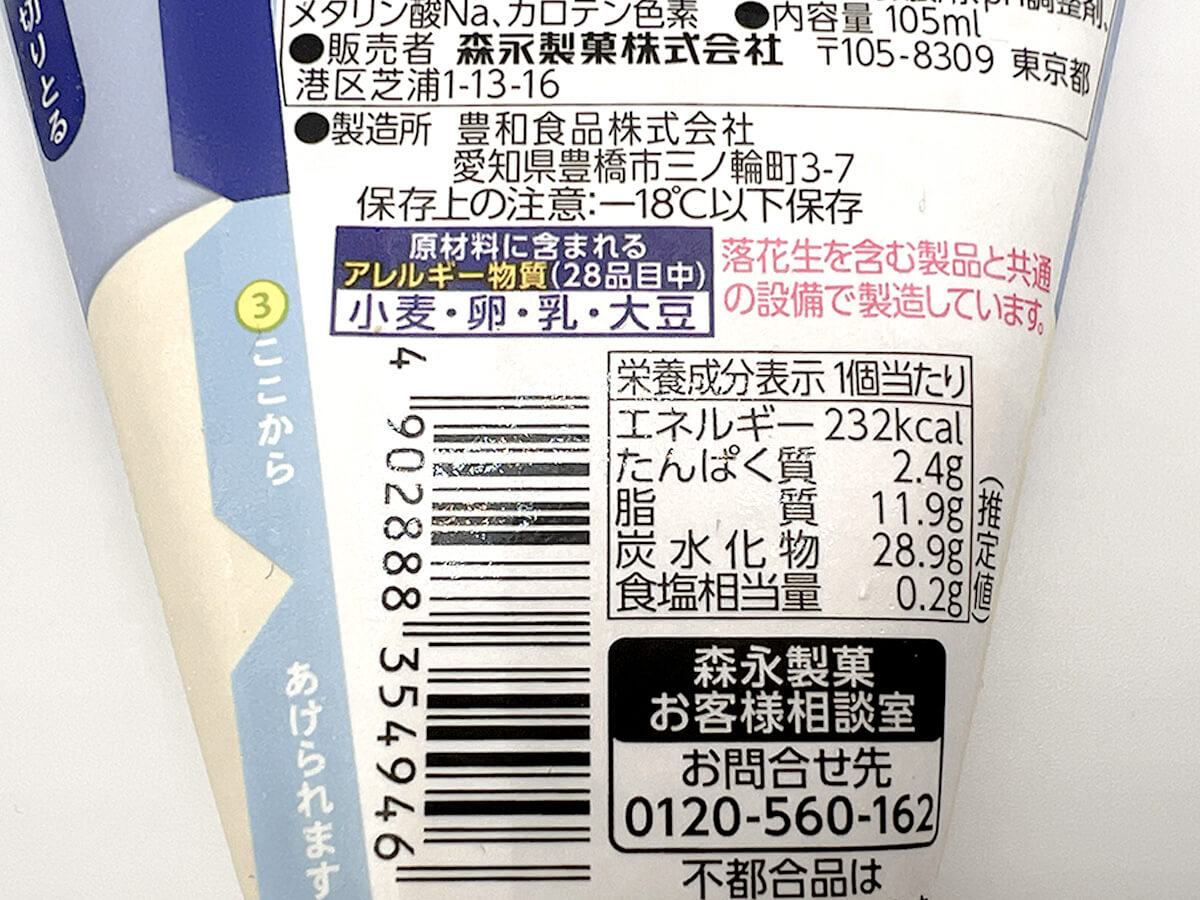 メタリン酸Na、カロテン色素 ●内容量 105ml
●販売者 森永製菓株式会社 〒105-8309 東京都
港区芝浦1-13-16
●製造所 豊和食品株式会社
愛知県豊橋市三ノ輪町3-7
保存上の注意:-18℃以下保存
原材料に含まれる
アレルギー物質(28品目中)
小麦・卵・乳・大豆
落花生を含む製品と共通
の設備で製造しています。
栄養成分表示 1個当たり
エネルギー 232kcal
たんぱく質 2.4g
脂質 11.9g
炭水化物 28.9g
食塩相当量 0.2g
(推定値)
4 902888 354946
森永製菓
お客様相談室
お問合せ先
0120-560-162
不都合品は
切りとる
3
ここから
あけられます